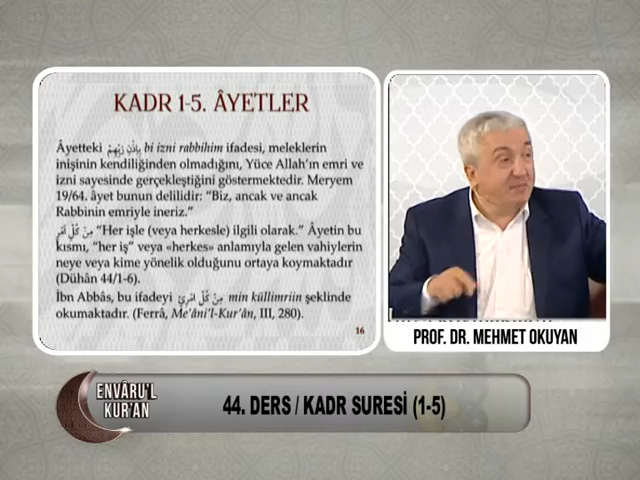 KADR 1-5. ÂYETLER
Âyetteki بِاِذْنِ رَبِّهِمْ bi izni rabbihim ifadesi, meleklerin
inişinin kendiliğinden olmadığını, Yüce Allah’ın emri ve
izni sayesinde gerçekleştiğini göstermektedir. Meryem
19/64. âyet bunun delilidir: “Biz, ancak ve ancak
Rabbinin emriyle ineriz.”
مِنْ كُلِّ اَمْرٍ “Her işle (veya herkesle) ilgili olarak.” Âyetin bu
kısmı, “her iş” veya «herkes» anlamıyla gelen vahiylerin
neye veya kime yönelik olduğunu ortaya koymaktadır
(Dühân 44/1-6).
İbn Abbâs, bu ifadeyi مِنْ كُلِّ امْرِئٍ min küllimriin şeklinde
okumaktadır. (Ferrâ, Me’âni’l-Kur’ân, III, 280).
16
PROF. DR. MEHMET OKUYAN
ENVÂRU'L
KUR'AN
44. DERS / KADR SURESİ (1-5)